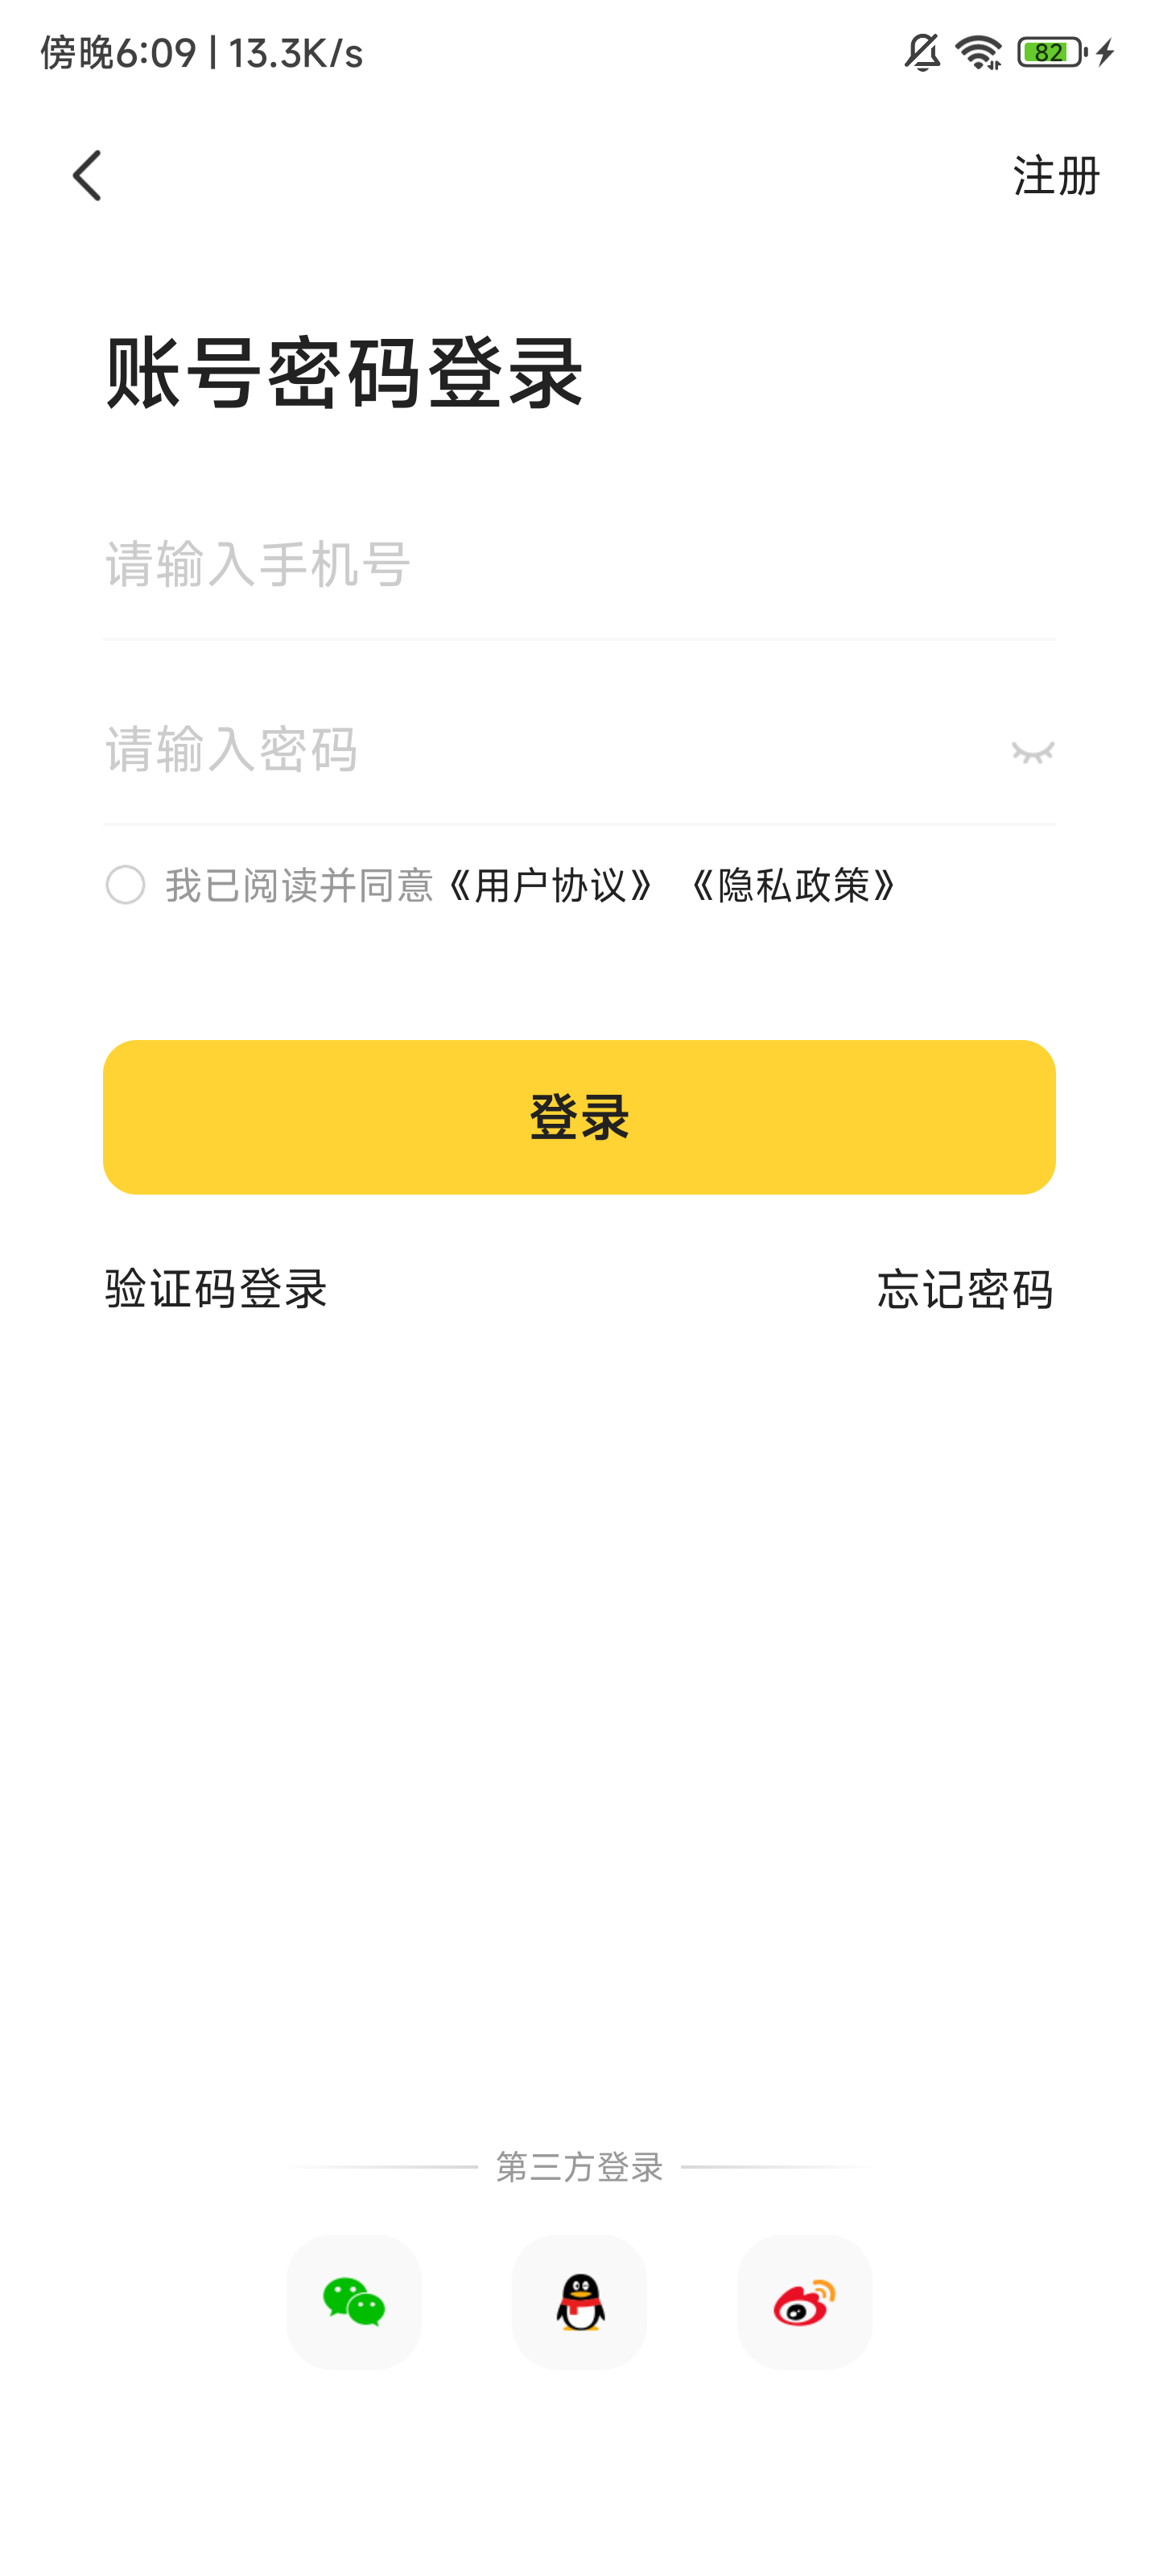 傍晚6:09 | 13.3K/s
82
注册
账号密码登录
请输入手机号
请输入密码
我已阅读并同意《用户协议》 《隐私政策》
登录
验证码登录
忘记密码
第三方登录